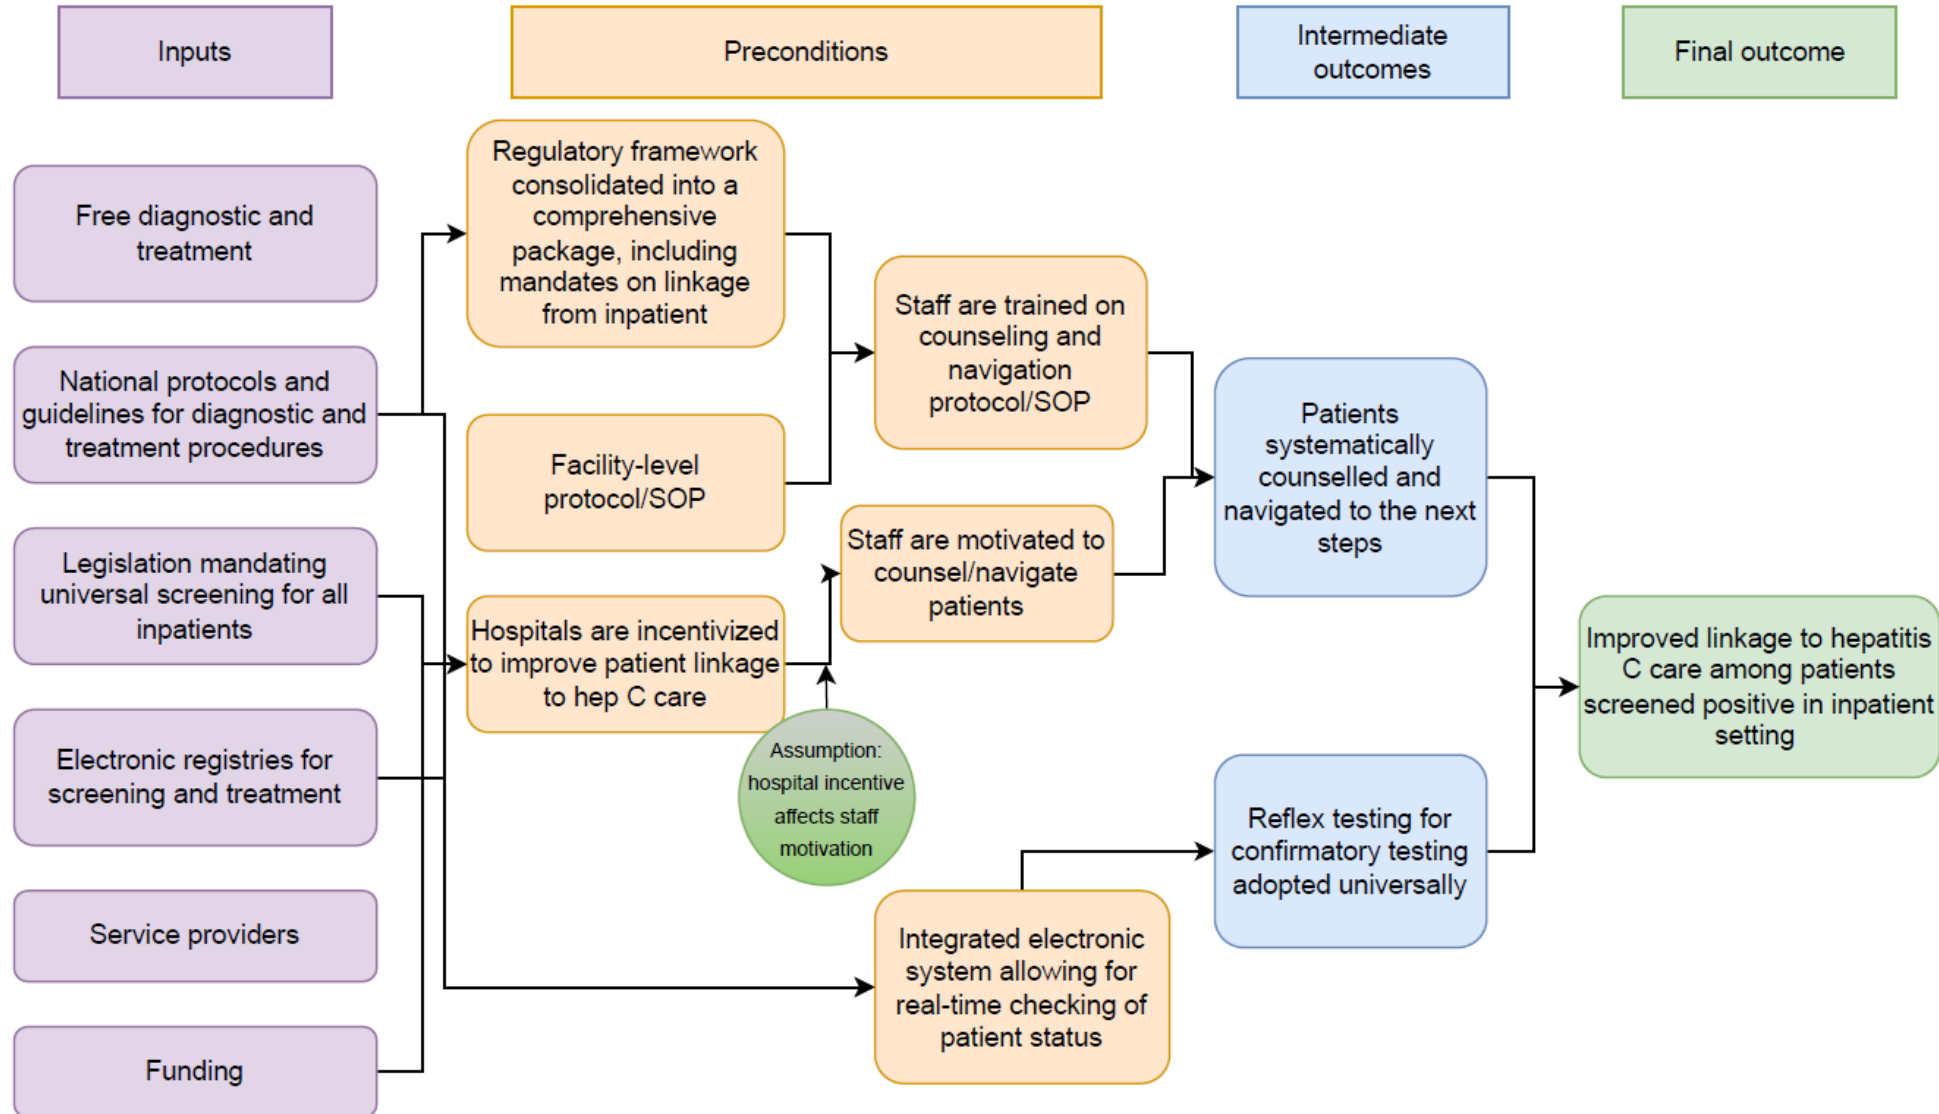 Inputs
Preconditions
Intermediate
outcomes
Final outcome
Free diagnostic and
treatment
National protocols and
guidelines for diagnostic and
treatment procedures
Legislation mandating
universal screening for all
inpatients
Electronic registries for
screening and treatment
Service providers
Funding
Regulatory framework
consolidated into a
comprehensive
package, including
mandates on linkage
from inpatient
Facility-level
protocol/SOP
Hospitals are incentivized
to improve patient linkage
to hep C care
Assumption:
hospital incentive
affects staff
motivation
Staff are trained on
counseling and
navigation
protocol/SOP
Staff are motivated to
counsel/navigate
patients
Integrated electronic
system allowing for
real-time checking of
patient status
Patients
systematically
counselled and
navigated to the next
steps
Reflex testing for
confirmatory testing
adopted universally
Improved linkage to hepatitis
C care among patients
screened positive in inpatient
setting